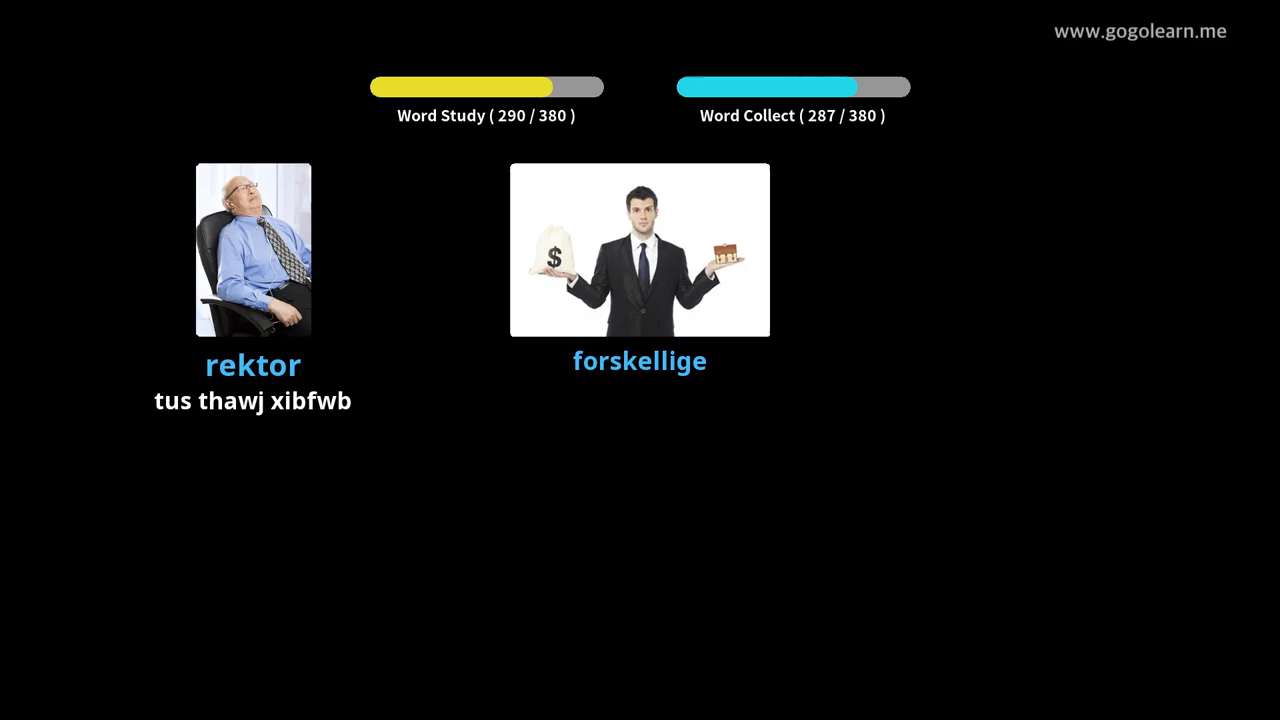 www.gogolearn.me
Word Study ( 290 / 380 )
Word Collect ( 287 / 380 )
$
rektor
tus thawj xibfwb
forskellige